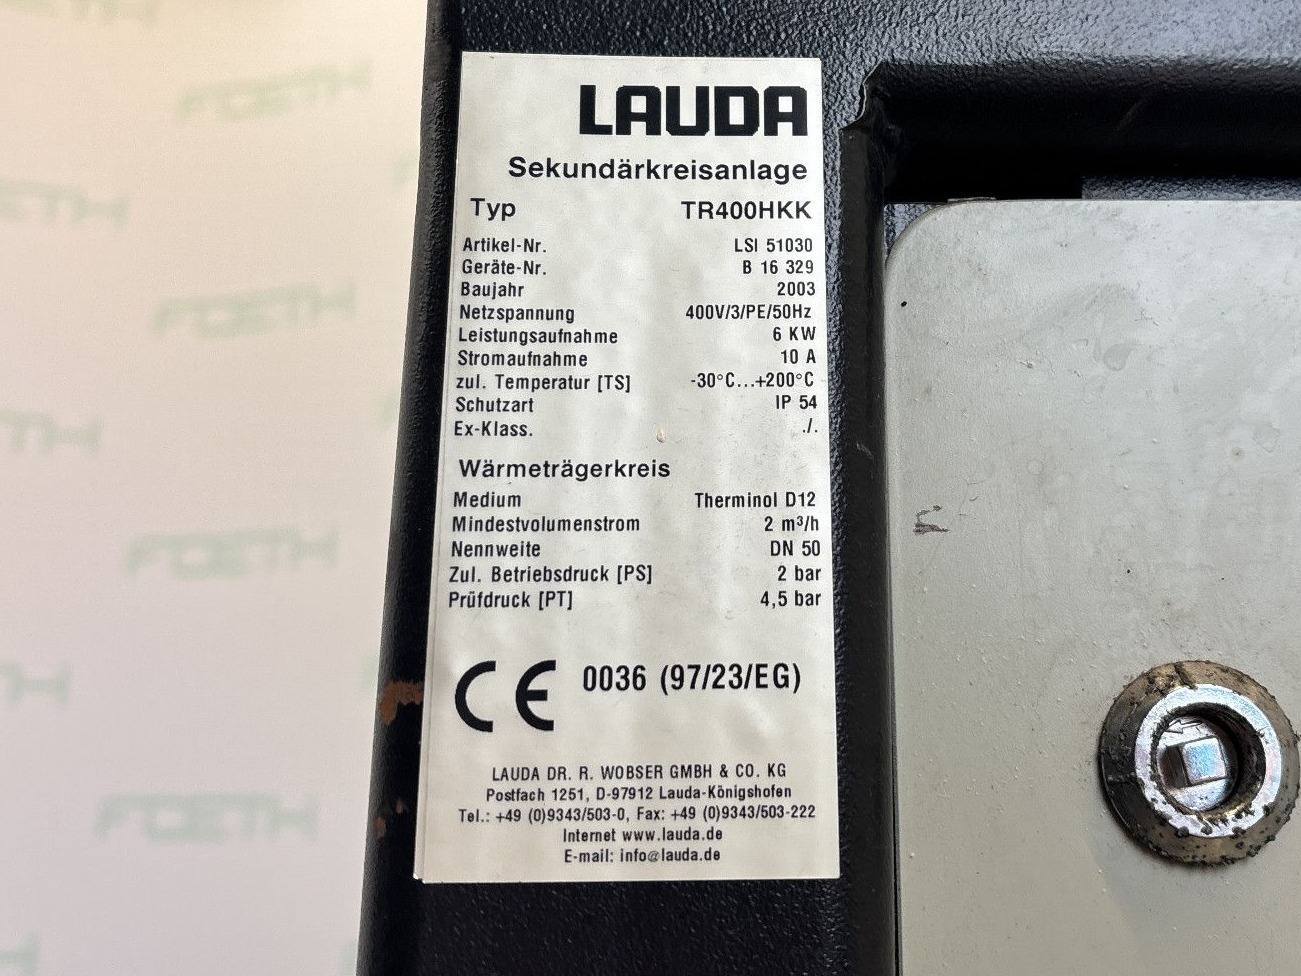 LAUDA
Sekundärkreisanlage
Typ TR400HKK
Artikel-Nr. LSI 51030
Geräte-Nr. B 16 329
Baujahr 2003
Netzspannung 400V/3/PE/50Hz
Leistungsaufnahme 6 KW
Stromaufnahme 10 A
zul. Temperatur [TS] -30°C...+200°C
Schutzart IP 54
Ex-Klass. ./.
Wärmeträgerkreis
Medium Therminol D12
Mindestvolumenstrom 2 m³/h
Nennweite DN 50
Zul. Betriebsdruck [PS] 2 bar
Prüfdruck [PT] 4,5 bar
CE 0036 (97/23/EG)
LAUDA DR. R. WOBSER GMBH & CO. KG
Postfach 1251, D-97912 Lauda-Königshofen
Tel.: +49 (0)9343/503-0, Fax: +49 (0)9343/503-222
Internet www.lauda.de
E-mail: info@lauda.de
FOETH
FOETH
FOETH
FOETH